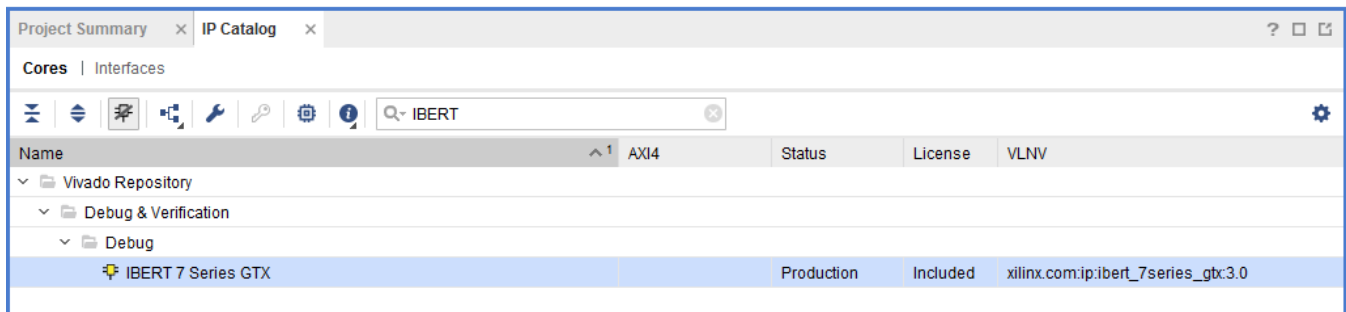 Project Summary × IP Catalog × ?
Cores | Interfaces
IBERT
Name 1 AXI4 Status License VLNV
Vivado Repository
Debug & Verification
Debug
IBERT 7 Series GTX Production Included xilinx.com:ip:ibert_7series_gtx:3.0